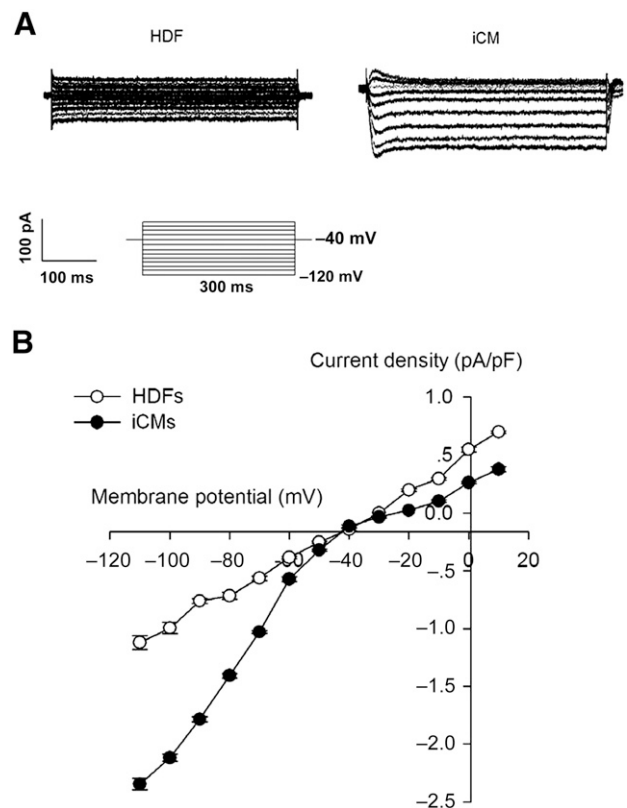 A
HDF
iCM
100 pA
100 ms
−40 mV
−120 mV
300 ms
B
Current density (pA/pF)
HDFs
iCMs
Membrane potential (mV)
1.0
.5
0.0
−120 −100 −80 −60 −40 −20 0 20
−.5
−1.0
−1.5
−2.0
−2.5